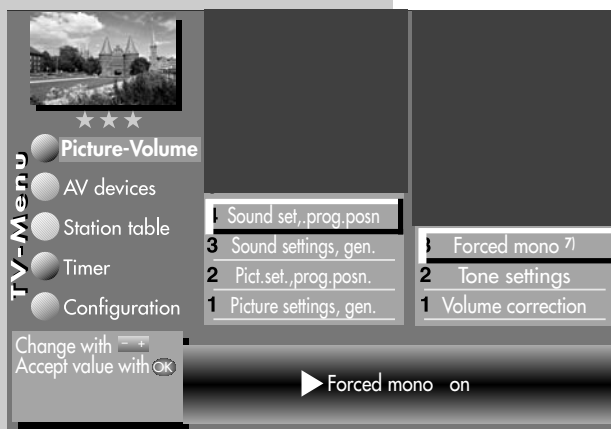 TV-Menu
Picture-Volume
AV devices
Station table
Timer
Configuration
4 Sound set,.prog.posn
3 Sound settings, gen.
2 Pict.set.,prog.posn.
1 Picture settings, gen.
3 Forced mono 7)
2 Tone settings
1 Volume correction
Change with − +
Accept value with OK
Forced mono on